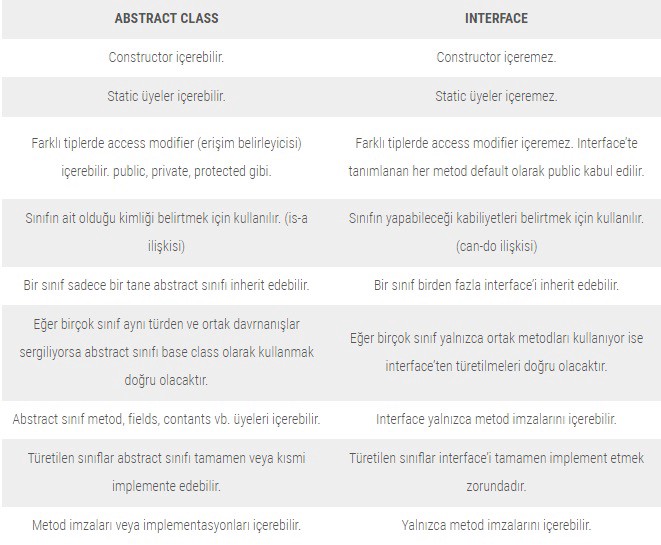 ABSTRACT CLASS
INTERFACE
Constructor içerebilir.
Constructor içeremez.
Static üyeler içerebilir.
Static üyeler içeremez.
Farklı tiplerde access modifier (erişim belirleyicisi)
içerebilir. public, private, protected gibi.
Farklı tiplerde access modifier içeremez. Interface'te
tanımlanan her metod default olarak public kabul edilir.
Sınıfın ait olduğu kimliği belirtmek için kullanılır. (is-a
ilişkisi)
Sınıfın yapabileceği kabiliyetleri belirtmek için kullanılır.
(can-do ilişkisi)
Bir sınıf sadece bir tane abstract sınıfı inherit edebilir.
Bir sınıf birden fazla interface'i inherit edebilir.
Eğer birçok sınıf aynı türden ve ortak davrnanışlar
sergiliyorsa abstract sınıfı base class olarak kullanmak
doğru olacaktır.
Eğer birçok sınıf yalnızca ortak metodları kullanıyor ise
interface'ten türetilmeleri doğru olacaktır.
Abstract sınıf metod, fields, contants vb. üyeleri içerebilir.
Interface yalnızca metod imzalarını içerebilir.
Türetilen sınıflar abstract sınıfı tamamen veya kısmi
implemente edebilir.
Türetilen sınıflar interface'i tamamen implement etmek
zorundadır.
Metod imzaları veya implementasyonları içerebilir.
Yalnızca metod imzalarını içerebilir.